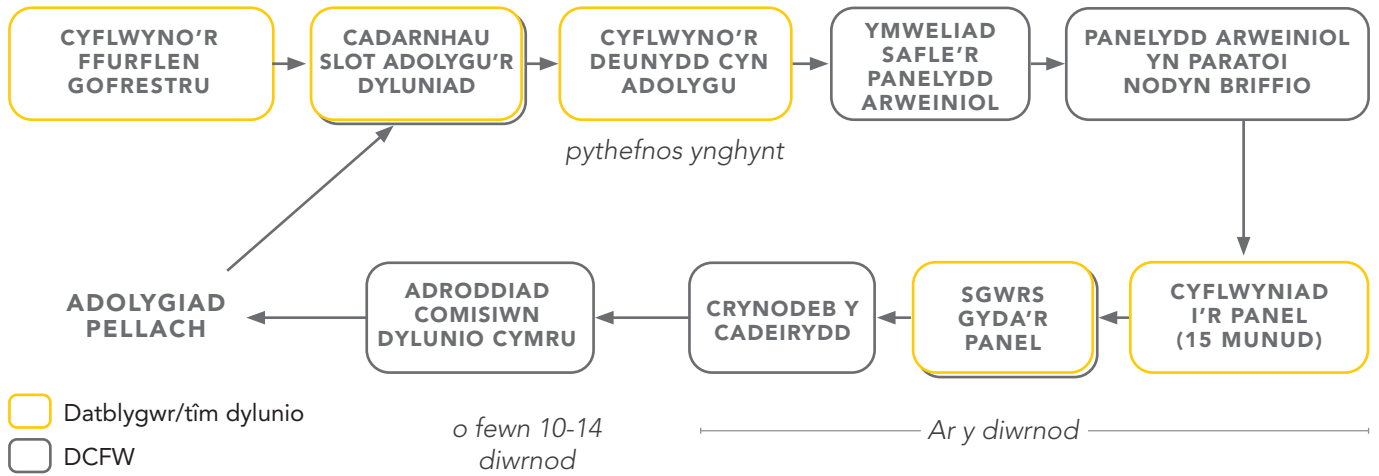 CYFLWYNO'R
FFURFLEN
GOFRESTRU
CADARNHAU
SLOT ADOLYGU'R
DYLUNIAD
CYFLWYNO'R
DEUNYDD CYN
ADOLYGU
YMWELIAD
SAFLE'R
PANELYDD
ARWEINIOL
PANELYDD ARWEINIOL
YN PARATOI
NODYN BRIFFIO
pythefnos ynghynt
CYFLWYNIAD
I'R PANEL
(15 MUNUD)
SGWRS
GYDA'R
PANEL
CRYNODEB Y
CADEIRYDD
ADRODDIAD
COMISIWN
DYLUNIO CYMRU
ADOLYGIAD
PELLACH
Datblygwr/tîm dylunio
DCFW
o fewn 10-14
diwrnod
Ar y diwrnod